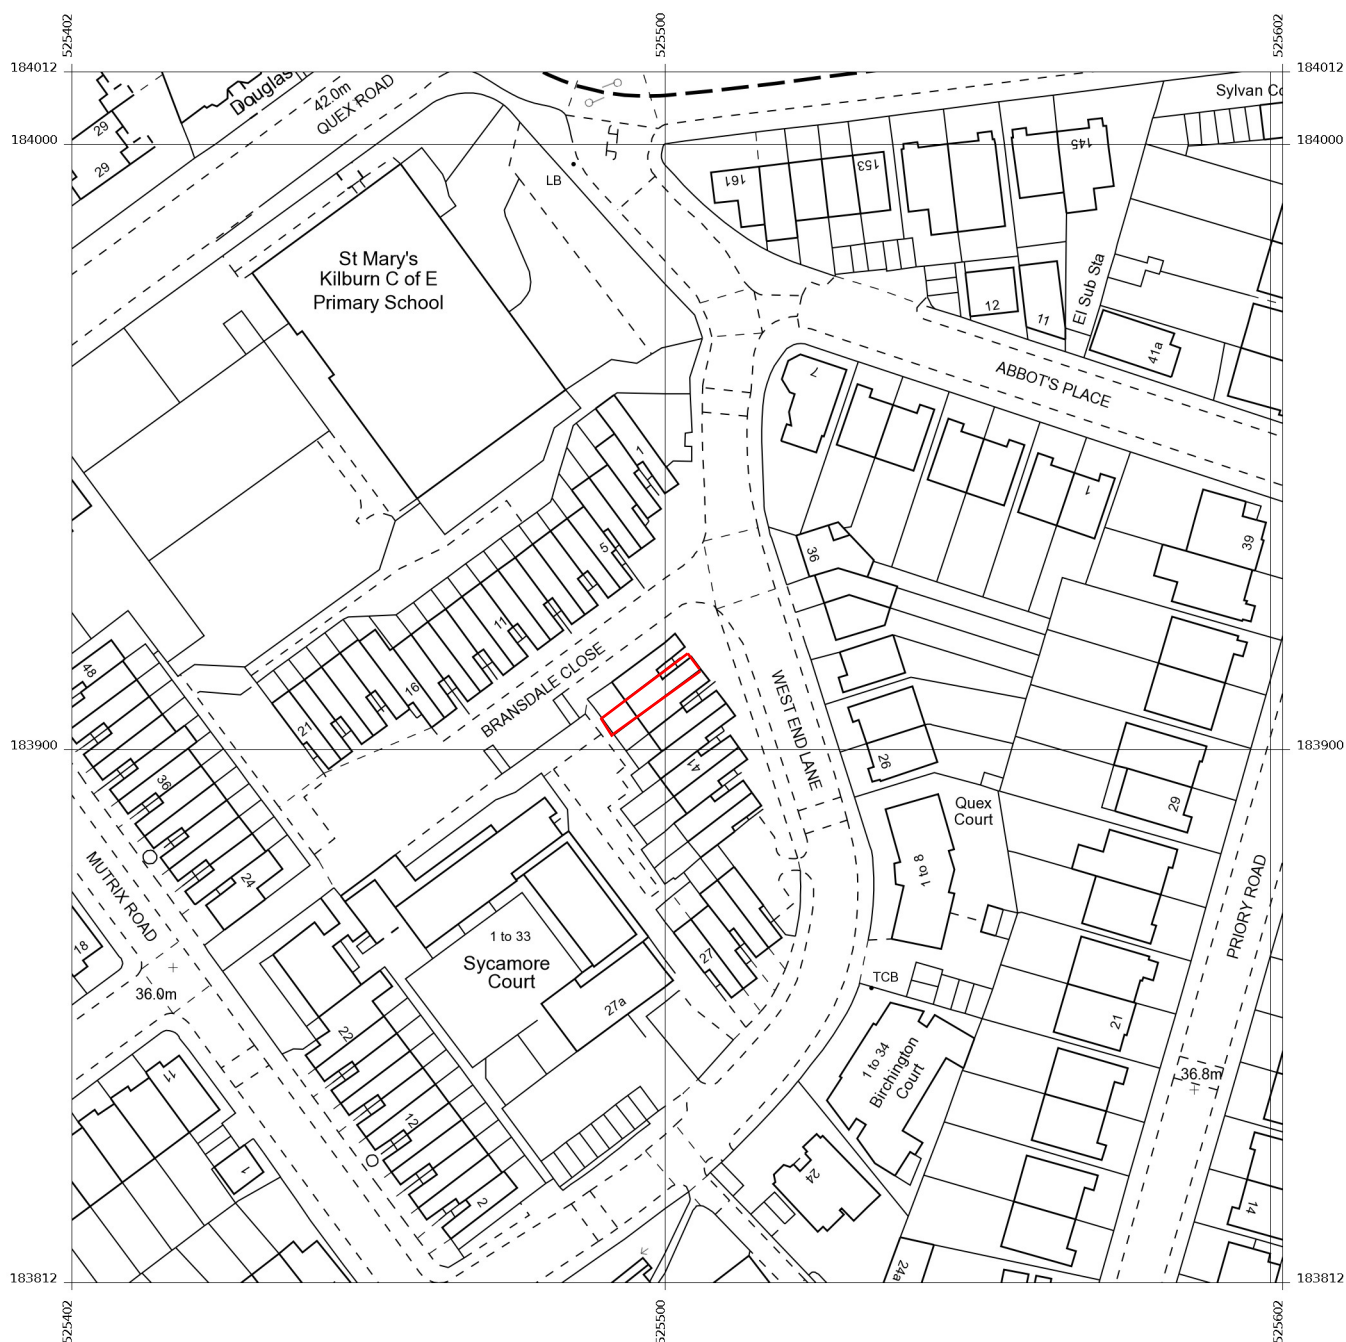 525402
525500
525602
184012
184012
Douglas
42.0m
QUEX ROAD
Sylvan Co
29
29
184000
184000
LB
161
153
145
St Mary's
Kilburn C of E
Primary School
El Sub Sta
12
11
41a
ABBOT'S PLACE
7
1
1
39
5
36
11
48
BRANSDALE CLOSE
16
21
WEST END LANE
183900
183900
41
26
36
29
Quex
Court
1 to 8
24
MUTRIX ROAD
PRIORY ROAD
18
1 to 33
Sycamore
Court
27
TCB
36.0m
27a
21
22
1 to 34
Birchington
Court
36.8m
11
12
1
24
2
14
24a
183812
183812
525402
525500
525602